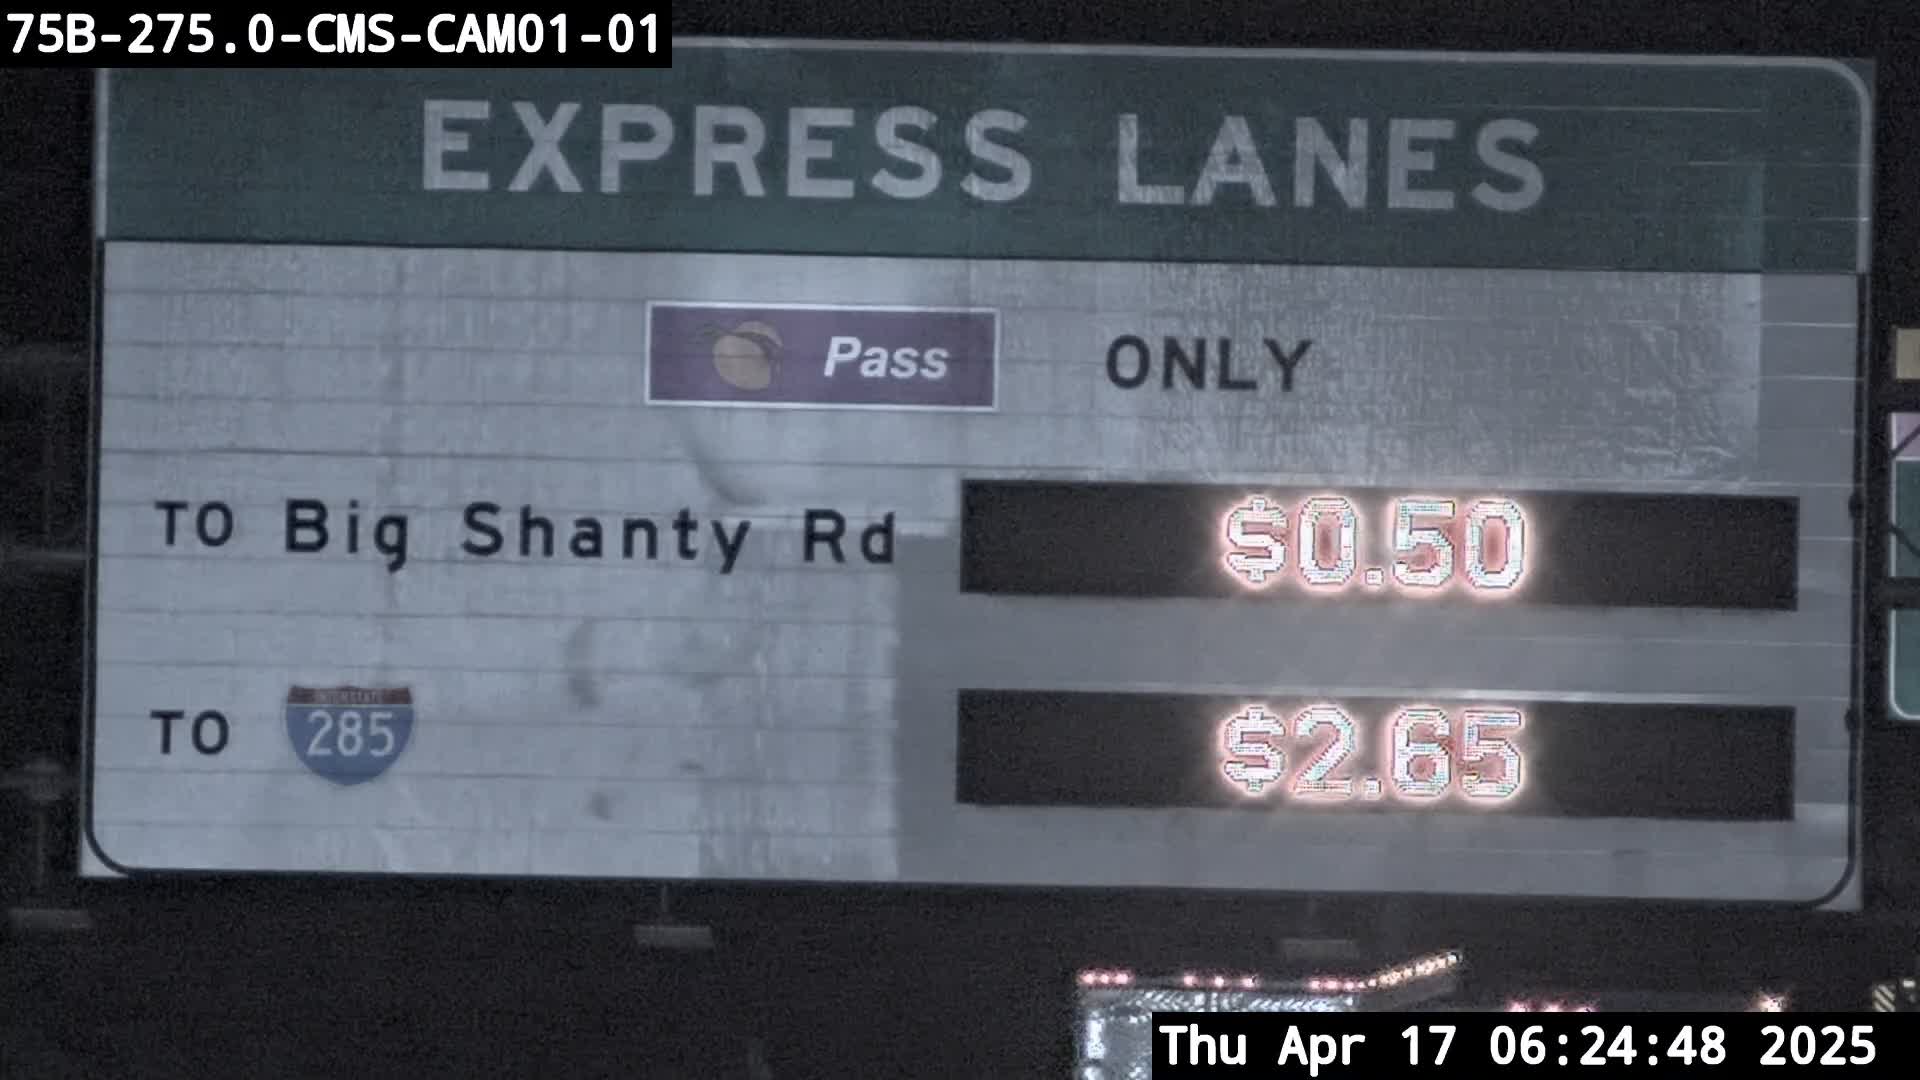 75B-275.0-CMS-CAM01-01
EXPRESS LANES
Pass ONLY
TO Big Shanty Rd $0.50
TO INTERSTATE 285 $2.65
Thu Apr 17 06:24:48 2025